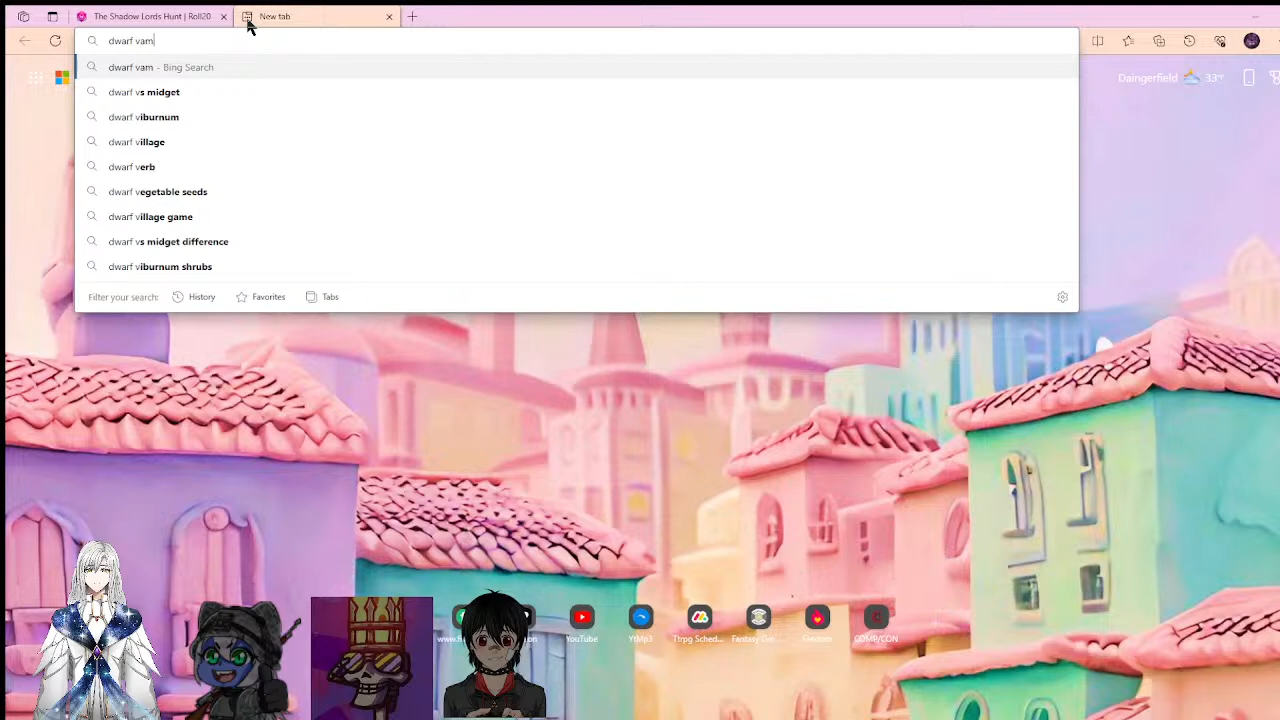 The Shadow Lords Hunt | Roll20
New tab
dwarf vam
dwarf vam - Bing Search
dwarf vs midget
dwarf viburnum
dwarf village
dwarf verb
dwarf vegetable seeds
dwarf village game
dwarf vs midget difference
dwarf viburnum shrubs
Filter your search: History Favorites Tabs
Daingerfield 33°F
YouTube YtMp3 Ttrpg Sched... Fantasy Gen... Fandom COMP/CON